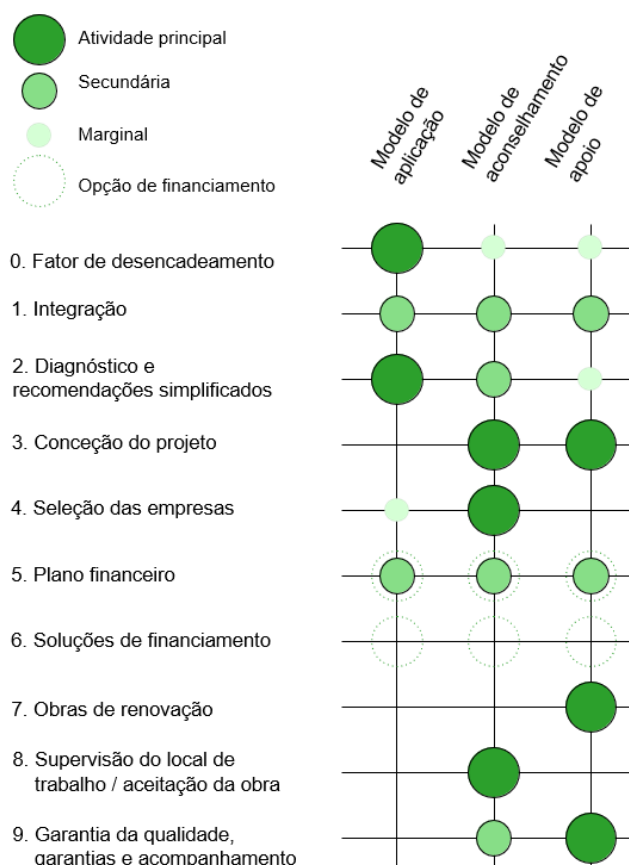 Atividade principal
Secundária
Marginal
Opção de financiamento
Modelo de
aplicação
Modelo de
aconselhamento
Modelo de
apoio
0. Fator de desencadeamento
1. Integração
2. Diagnóstico e
recomendações simplificados
3. Conceção do projeto
4. Seleção das empresas
5. Plano financeiro
6. Soluções de financiamento
7. Obras de renovação
8. Supervisão do local de
trabalho / aceitação da obra
9. Garantia da qualidade,
garantias e acompanhamento